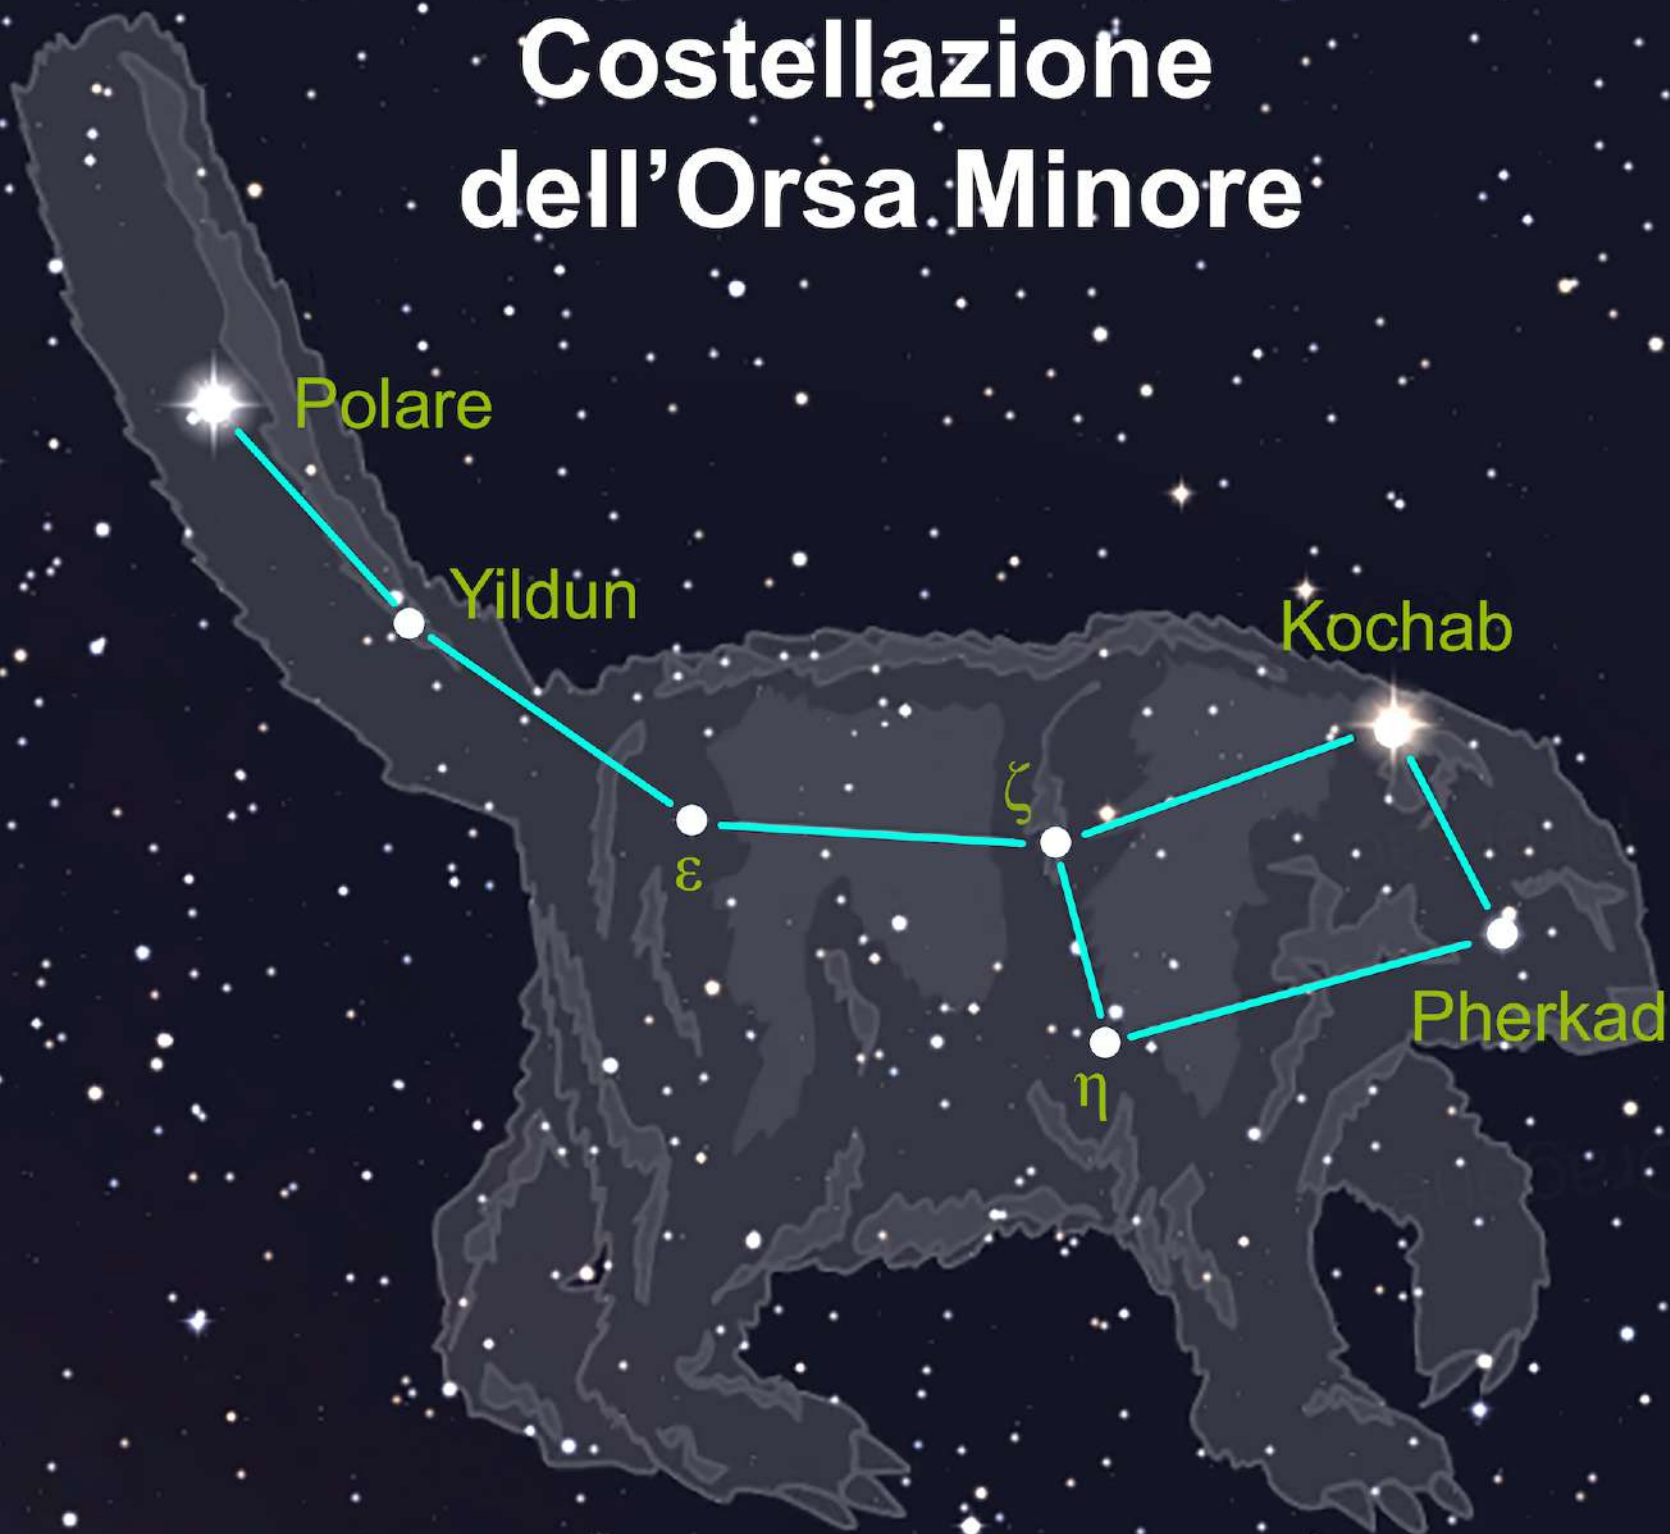 Costellazione
dell’Orsa Minore
Polare
Yildun
Kochab
ζ
ε
Pherkad
η